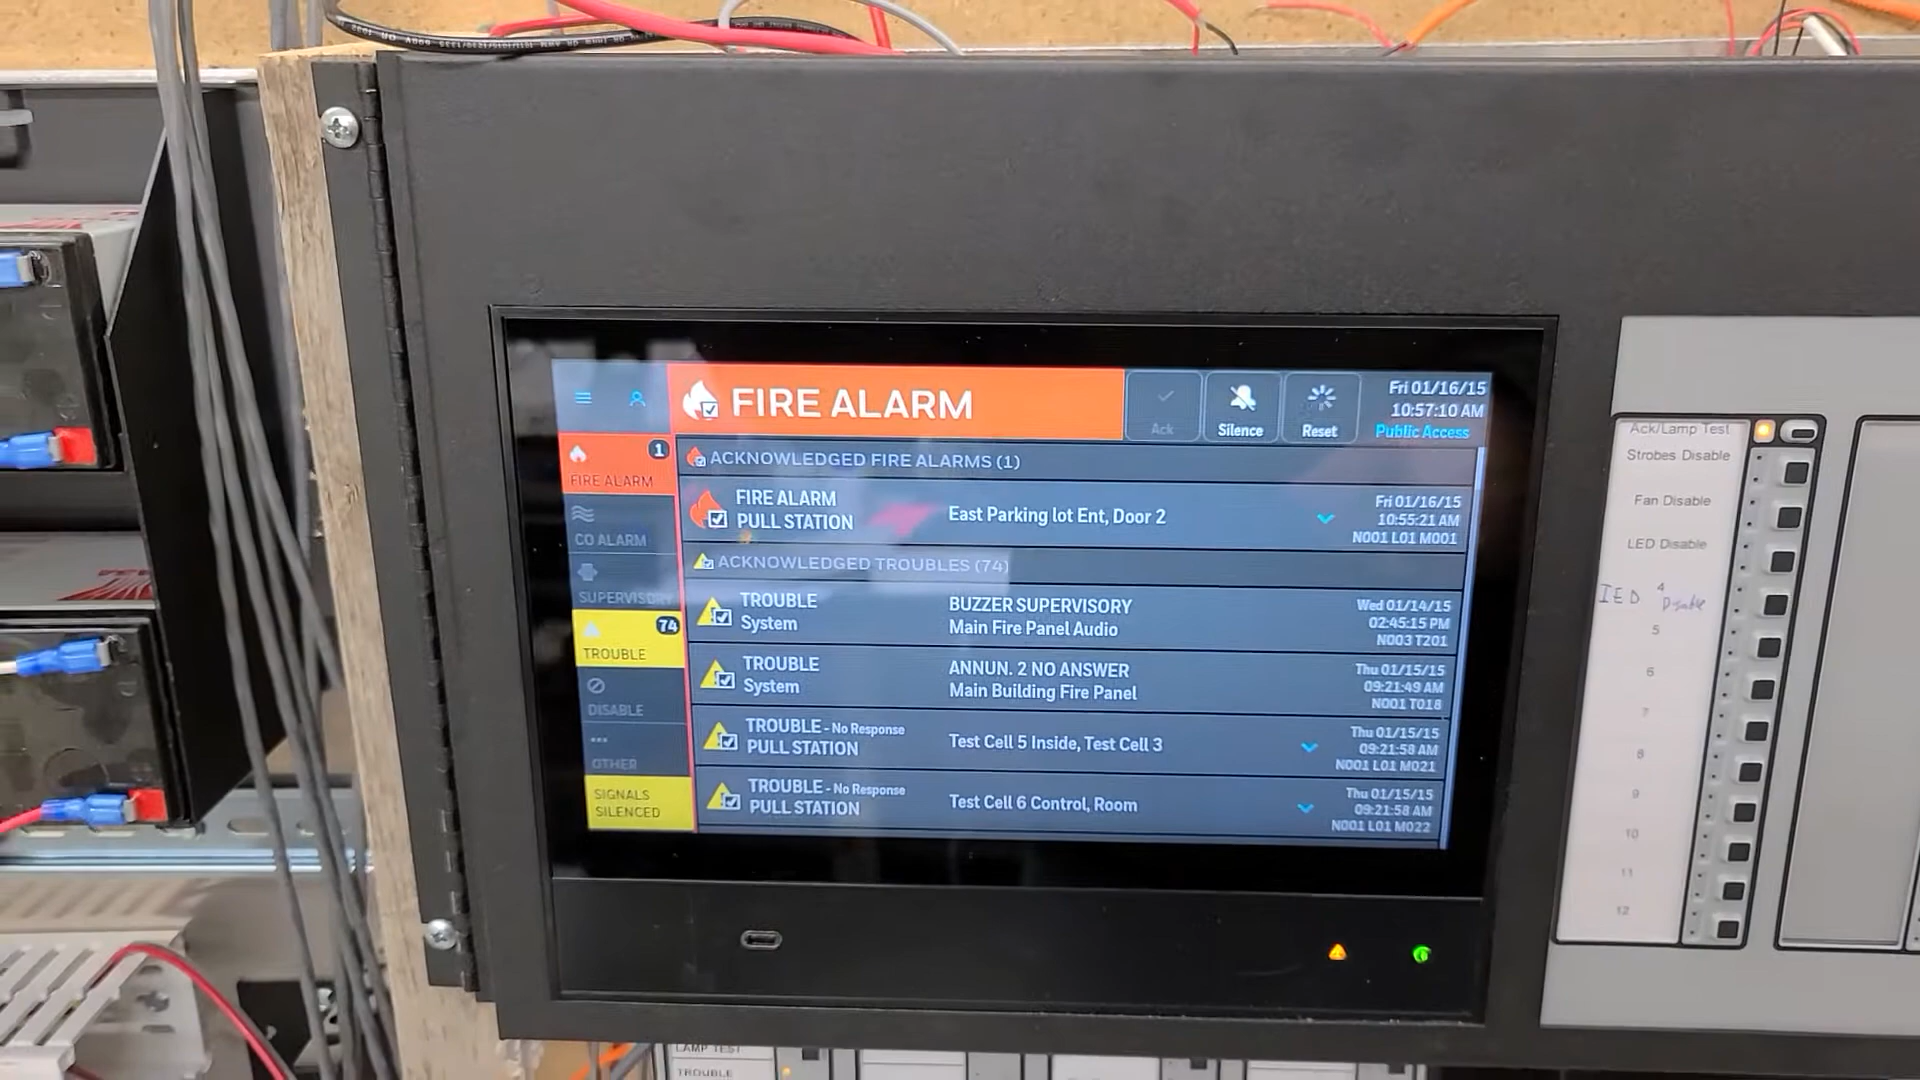 FIRE ALARM
Ack
Silence
Reset
Fri 01/16/15
10:57:10 AM
Public Access
1
FIRE ALARM
CO ALARM
SUPERVISORY
74
TROUBLE
DISABLE
OTHER
SIGNALS
SILENCED
ACKNOWLEDGED FIRE ALARMS (1)
FIRE ALARM
PULL STATION
East Parking lot Ent, Door 2
Fri 01/16/15
10:55:21 AM
N001 L01 M001
ACKNOWLEDGED TROUBLES (74)
TROUBLE
System
BUZZER SUPERVISORY
Main Fire Panel Audio
Wed 01/14/15
02:45:15 PM
N003 T201
TROUBLE
System
ANNUN. 2 NO ANSWER
Main Building Fire Panel
Thu 01/15/15
09:21:49 AM
N001 T018
TROUBLE - No Response
PULL STATION
Test Cell 5 Inside, Test Cell 3
Thu 01/15/15
09:21:58 AM
N001 L01 M021
TROUBLE - No Response
PULL STATION
Test Cell 6 Control, Room
Thu 01/15/15
09:21:58 AM
N001 L01 M022
Ack/Lamp Test
Strobes Disable
Fan Disable
LED Disable
4
IED Disable
5
6
7
8
9
10
11
12
LAMP TEST
TROUBLE